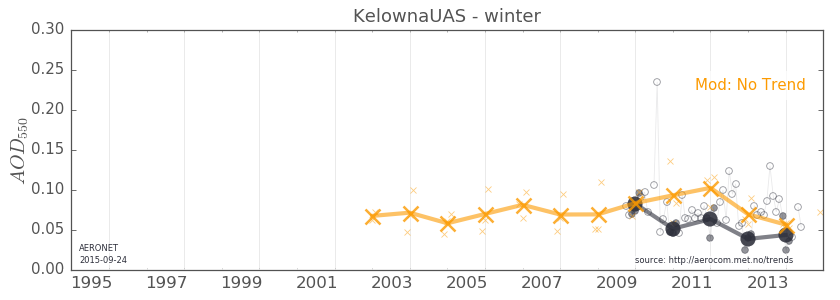 KelownaUAS - winter
0.30
0.25
0.20
0.15
0.10
0.05
0.00
AOD550
Mod: No Trend
AERONET
2015-09-24
source: http://aerocom.met.no/trends
1995 1997 1999 2001 2003 2005 2007 2009 2011 2013